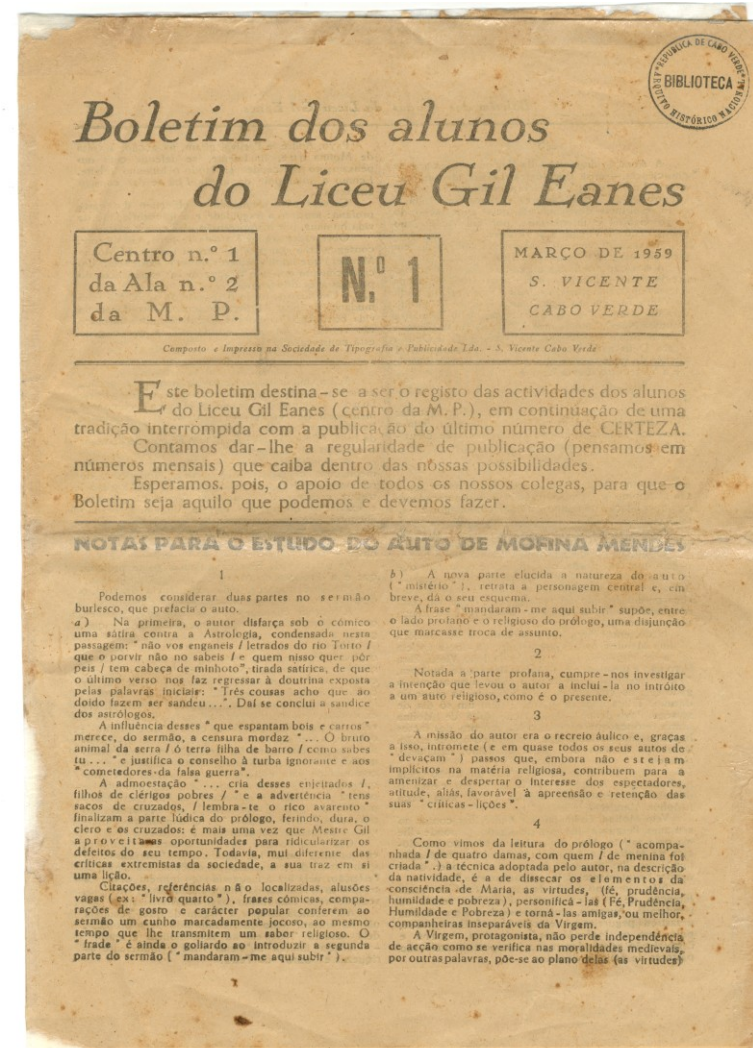 REPUBLICA DE CABO VERDE
BIBLIOTECA
ARQUIVO HISTÓRICO NACIONAL
Boletim dos alunos
do Liceu Gil Eanes
Centro n.º 1
da Ala n.º 2
da M. P.
N.º 1
MARÇO DE 1959
S. VICENTE
CABO VERDE
Composto e Impresso na Sociedade de Tipografia e Publicidade Lda. - S. Vicente Cabo Verde
Este boletim destina-se a ser o registo das actividades dos alunos
do Liceu Gil Eanes (centro da M. P.), em continuação de uma
tradição interrompida com a publicação do último número de CERTEZA.
Contamos dar-lhe a regularidade de publicação (pensamos em
números mensais) que caiba dentro das nossas possibilidades.
Esperamos. pois, o apoio de todos os nossos colegas, para que o
Boletim seja aquilo que podemos e devemos fazer.
NOTAS PARA O ESTUDO DO AUTO DE MOFINA MENDES
1
Podemos considerar duas partes no sermão
burlesco, que prefacia o auto.
a) Na primeira, o autor disfarça sob o cómico
uma sátira contra a Astrologia, condensada nesta
passagem: "não vos enganeis / letrados do rio Torto /
que o porvir não no sabeis / e quem nisso quer pôr
peis / tem cabeça de minhoto", tirada satírica, de que
o último verso nos faz regressar à doutrina exposta
pelas palavras iniciais: "Três cousas acho que ao
doido fazem ser sandeu ...". Daí se conclui a sandice
dos astrólogos.
A influência desses "que espantam bois e carros"
merece, do sermão, a censura mordaz "... O bruto
animal da serra / ó terra filha de barro / como sabes
tu ... " e justifica o conselho à turba ignorante e aos
"cometedores da falsa guerra".
A admoestação "... cria desses enjeitados /,
filhos de clérigos pobres / " e a advertência "tens
sacos de cruzados, / lembra-te o rico avarento"
finalizam a parte lúdica do prólogo, ferindo, dura, o
clero e os cruzados: é mais uma vez que Mestre Gil
aproveita as oportunidades para ridicularizar os
defeitos do seu tempo. Todavia, mui diferente das
críticas extremistas da sociedade, a sua traz em si
uma lição.
Citações, referências não localizadas, alusões
vagas (ex: "livro quarto"), frases cómicas, compa-
rações de gosto e carácter popular conferem ao
sermão um cunho marcadamente jocoso, ao mesmo
tempo que lhe transmitem um sabor religioso. O
"frade" é ainda o goliardo ao introduzir a segunda
parte do sermão ("mandaram-me aqui subir").
b) A nova parte elucida a natureza do auto
("mistério"), retrata a personagem central e, em
breve, dá o seu esquema.
A frase "mandaram-me aqui subir" supõe, entre
o lado profano e o religioso do prólogo, uma disjunção
que marcasse troca de assunto.
2
Notada a parte profana, cumpre-nos investigar
a intenção que levou o autor a inclui-la no intróito
a um auto religioso, como é o presente.
3
A missão do autor era o recreio áulico e, graças
a isso, intromete (e em quase todos os seus autos de
"devaçam") passos que, embora não estejam
implícitos na matéria religiosa, contribuem para a
amenizar e despertar o interesse dos espectadores,
atitude, aliás, favorável à apreensão e retenção das
suas "críticas-lições".
4
Como vimos da leitura do prólogo ("acompa-
nhada / de quatro damas, com quem / de menina foi
criada".) a técnica adoptada pelo autor, na descrição
da natividade, é a de dissecar os elementos da
consciência de Maria, as virtudes, (fé, prudência,
humildade e pobreza), personificá-las (Fé, Prudência,
Humildade e Pobreza) e torná-las amigas, ou melhor,
companheiras inseparáveis da Virgem.
A Virgem, protagonista, não perde independência
de acção como se verifica nas moralidades medievais,
por outras palavras, põe-se ao plano delas (as virtudes)